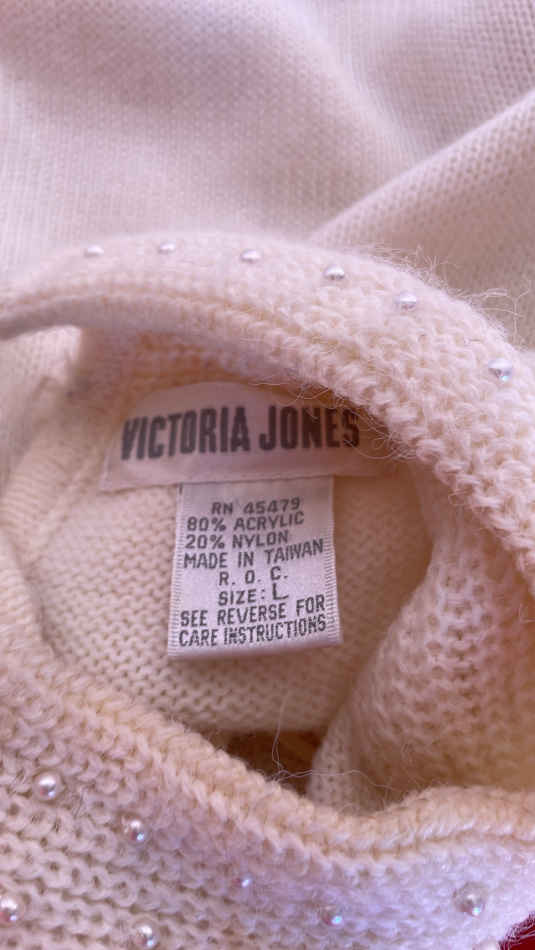 VICTORIA JONES
RN 45479
80% ACRYLIC
20% NYLON
MADE IN TAIWAN
R. O. C.
SIZE: L
SEE REVERSE FOR
CARE INSTRUCTIONS